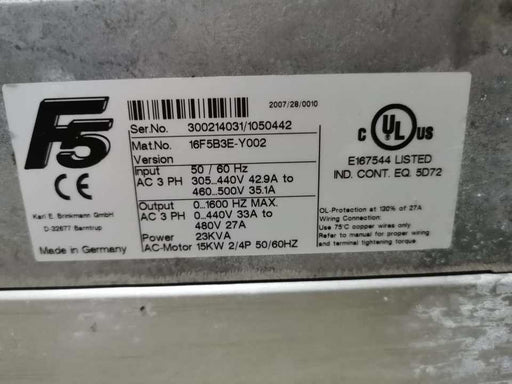 F5
CE
Karl E. Brinkmann GmbH
D-32677 Barntrup
Made in Germany
2007/28/0010
Ser.No. 300214031/1050442
Mat.No. 16F5B3E-Y002
Version
Input 50 / 60 Hz
AC 3 PH 305..440V 42.9A to
460..500V 35.1A
Output 0..1600 HZ MAX.
AC 3 PH 0..440V 33A to
480V 27A
Power 23KVA
AC-Motor 15KW 2/4P 50/60HZ
C UL US
E167544 LISTED
IND. CONT. EQ. 5D72
OL-Protection at 130% of 27A
Wiring Connection:
Use 75°C copper wires only
Refer to manual for proper wiring
and terminal tightening torque.